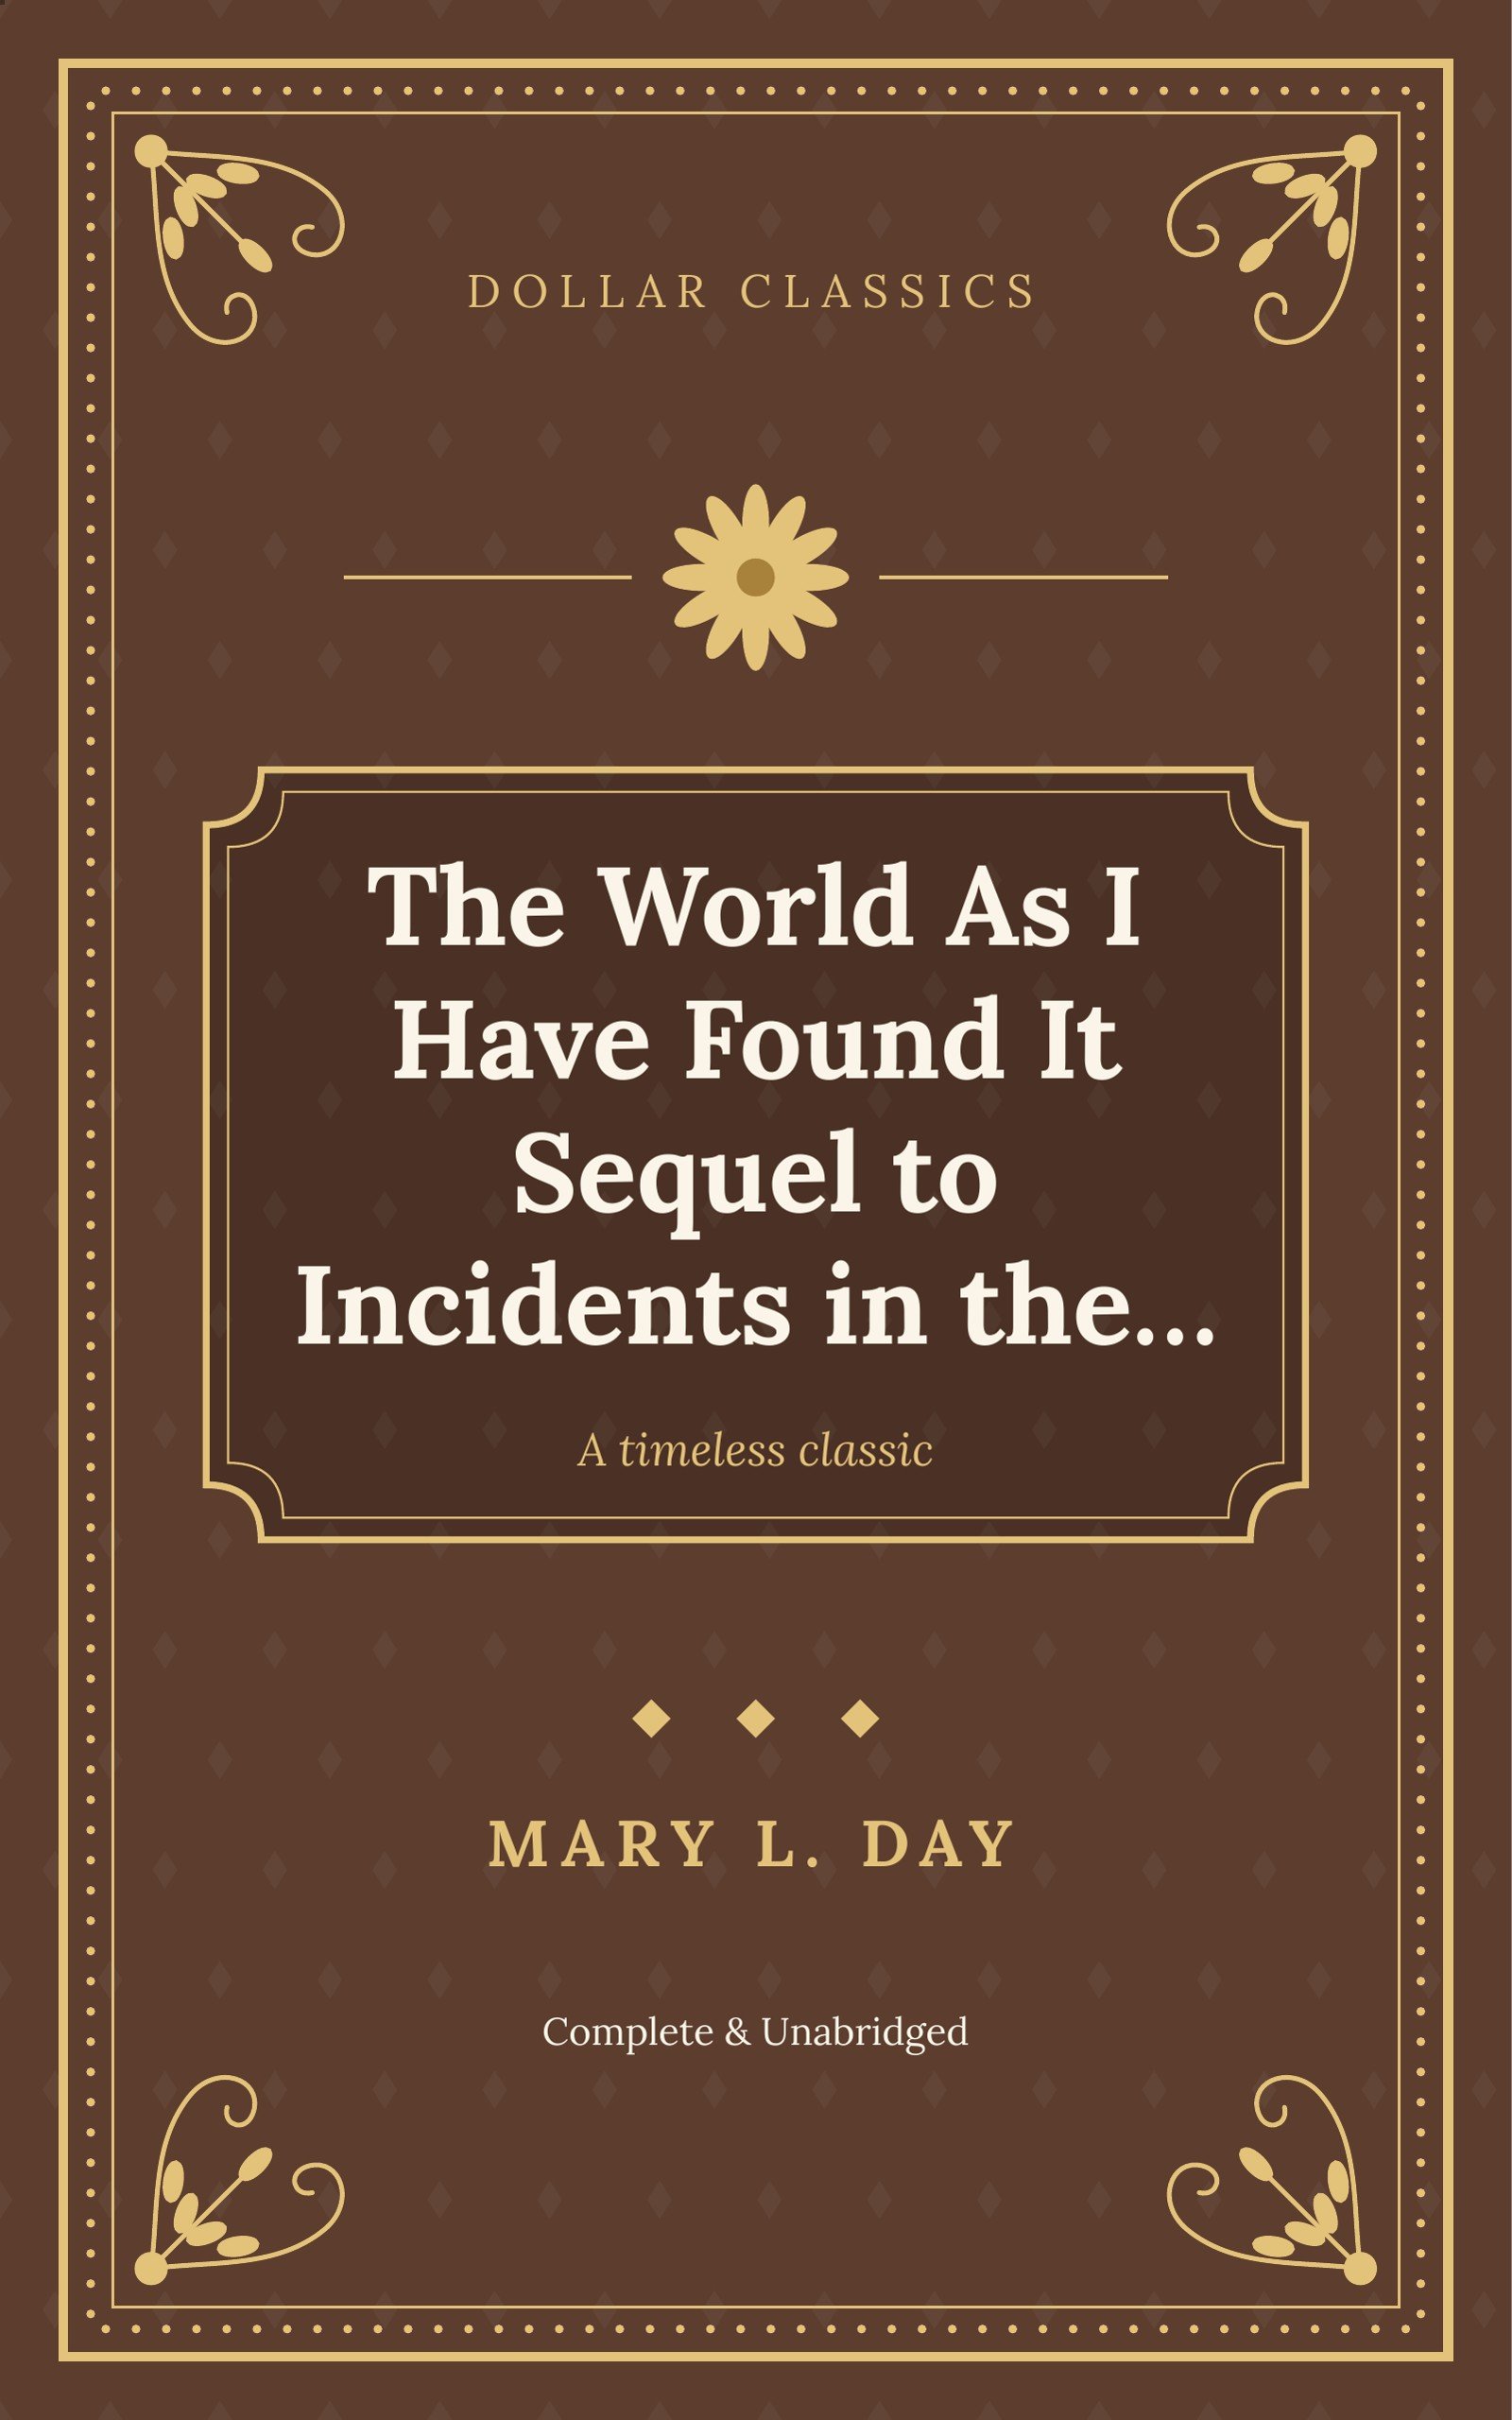 DOLLAR CLASSICS
The World As I
Have Found It
Sequel to
Incidents in the...
A timeless classic
MARY L. DAY
Complete & Unabridged